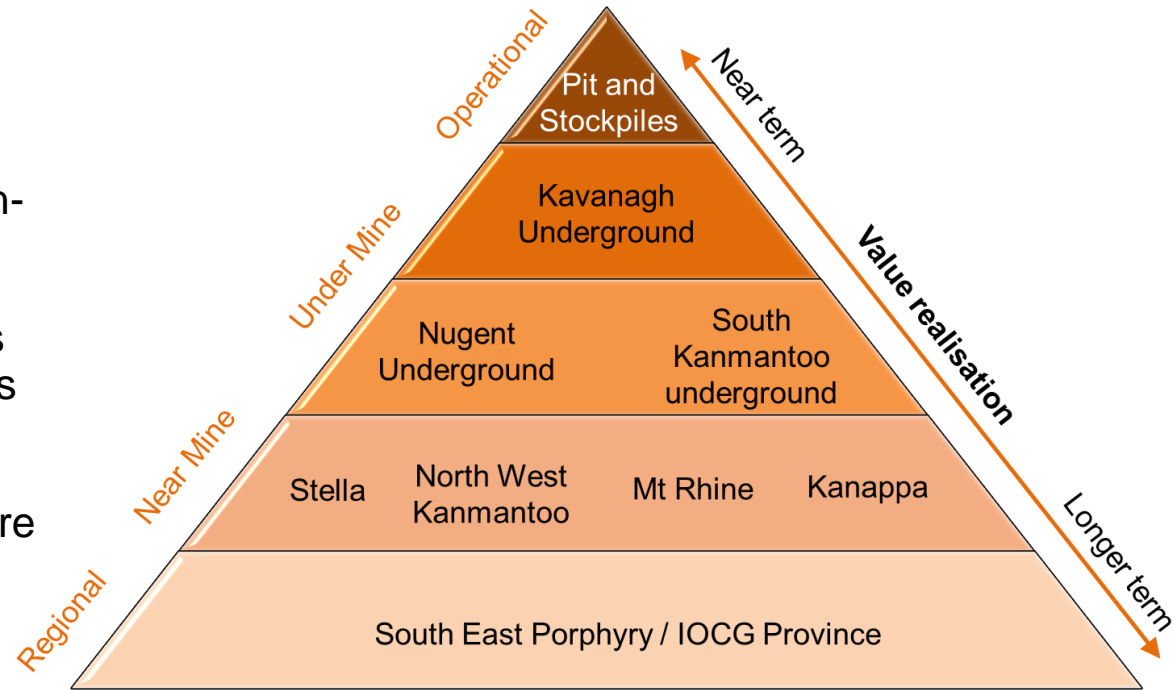 n-
s
s
re
Operational
Pit and
Stockpiles
Near term
Under Mine
Kavanagh
Underground
Value realisation
Nugent
Underground
South
Kanmantoo
underground
Near Mine
Stella
North West
Kanmantoo
Mt Rhine
Kanappa
Longer term
Regional
South East Porphyry / IOCG Province